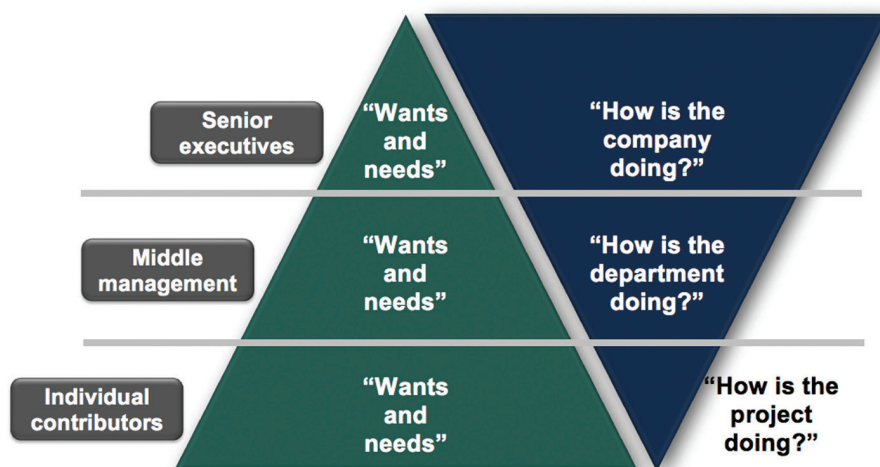 Senior
executives
“Wants
and
needs”
“How is the
company
doing?”
Middle
management
“Wants
and
needs”
“How is the
department
doing?”
Individual
contributors
“Wants
and
needs”
“How is the
project
doing?”